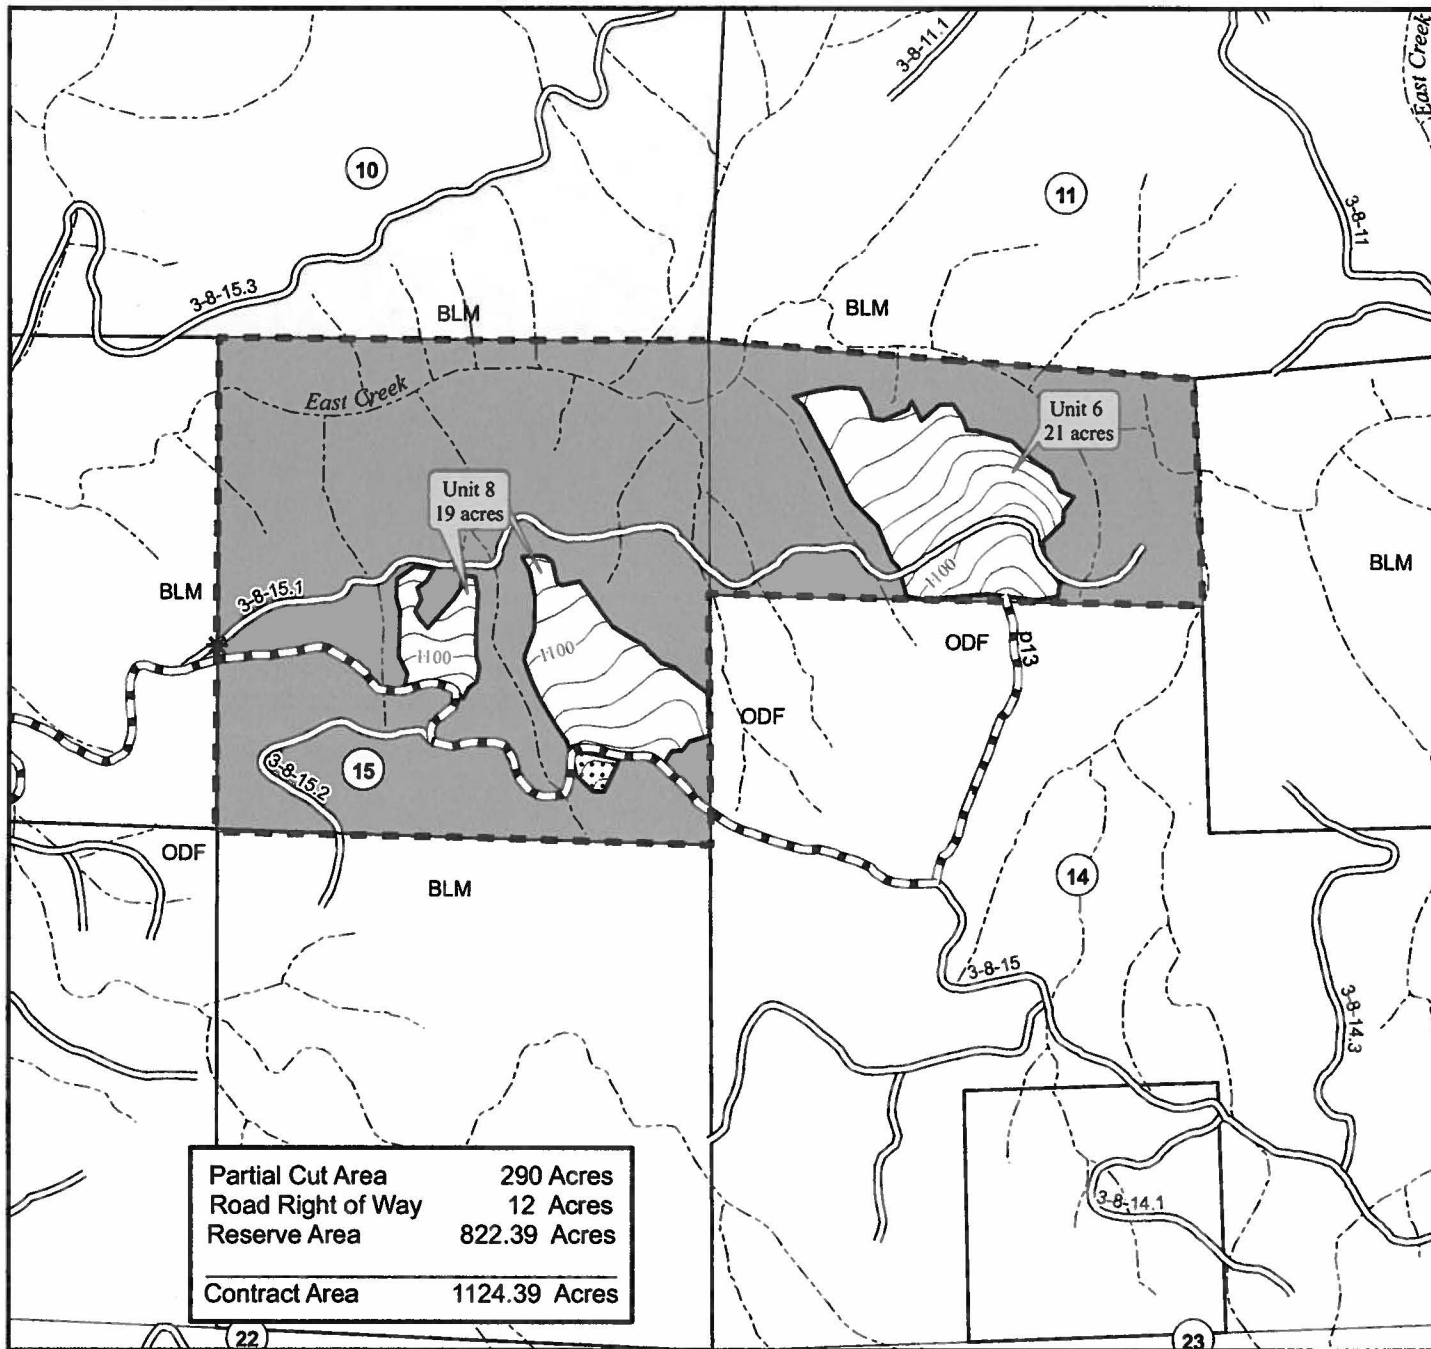 East Creek
3-8-11.1
10
11
3-8-11
3-8-15.3
BLM
BLM
East Creek
Unit 6
21 acres
Unit 8
19 acres
BLM
BLM
3-8-15.1
1100
1100
1100
ODF
p13
ODF
15
3-8-15.2
ODF
BLM
14
3-8-15
3-8-14.3
3-8-14.1
Partial Cut Area 290 Acres
Road Right of Way 12 Acres
Reserve Area 822.39 Acres
Contract Area 1124.39 Acres
22
23